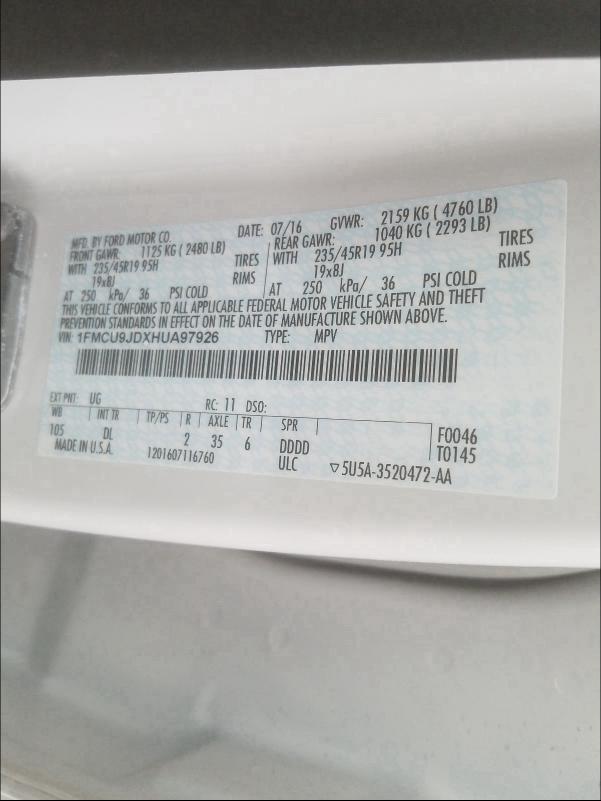 MFD. BY FORD MOTOR CO. DATE: 07/16 GVWR: 2159 KG ( 4760 LB)
FRONT GAWR: 1125 KG ( 2480 LB) REAR GAWR: 1040 KG ( 2293 LB)
WITH 235/45R19 95H TIRES WITH 235/45R19 95H TIRES
19x8J RIMS 19x8J RIMS
AT 250 kPa/ 36 PSI COLD AT 250 kPa/ 36 PSI COLD
THIS VEHICLE CONFORMS TO ALL APPLICABLE FEDERAL MOTOR VEHICLE SAFETY AND THEFT
PREVENTION STANDARDS IN EFFECT ON THE DATE OF MANUFACTURE SHOWN ABOVE.
VIN: 1FMCU9JDXHUA97926 TYPE: MPV
EXT PNT: UG RC: 11 DSO:
WB INT TR TP/PS R AXLE TR SPR
105 DL 2 35 6 DDDD F0046
MADE IN U.S.A. 1201607116760 ULC T0145
▽5U5A-3520472-AA